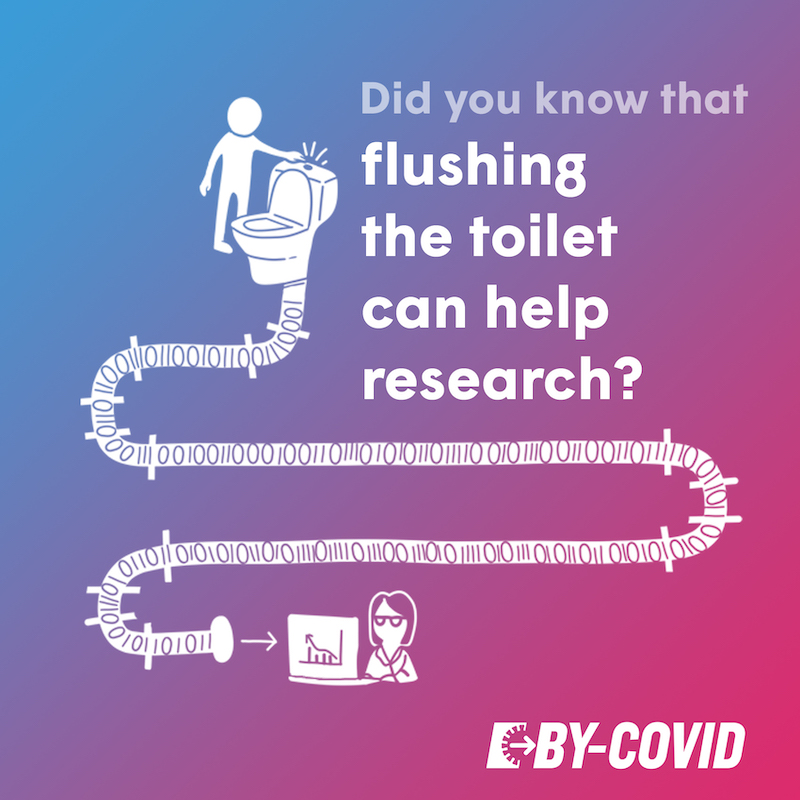 Did you know that
flushing
the toilet
can help
research?
BY-COVID